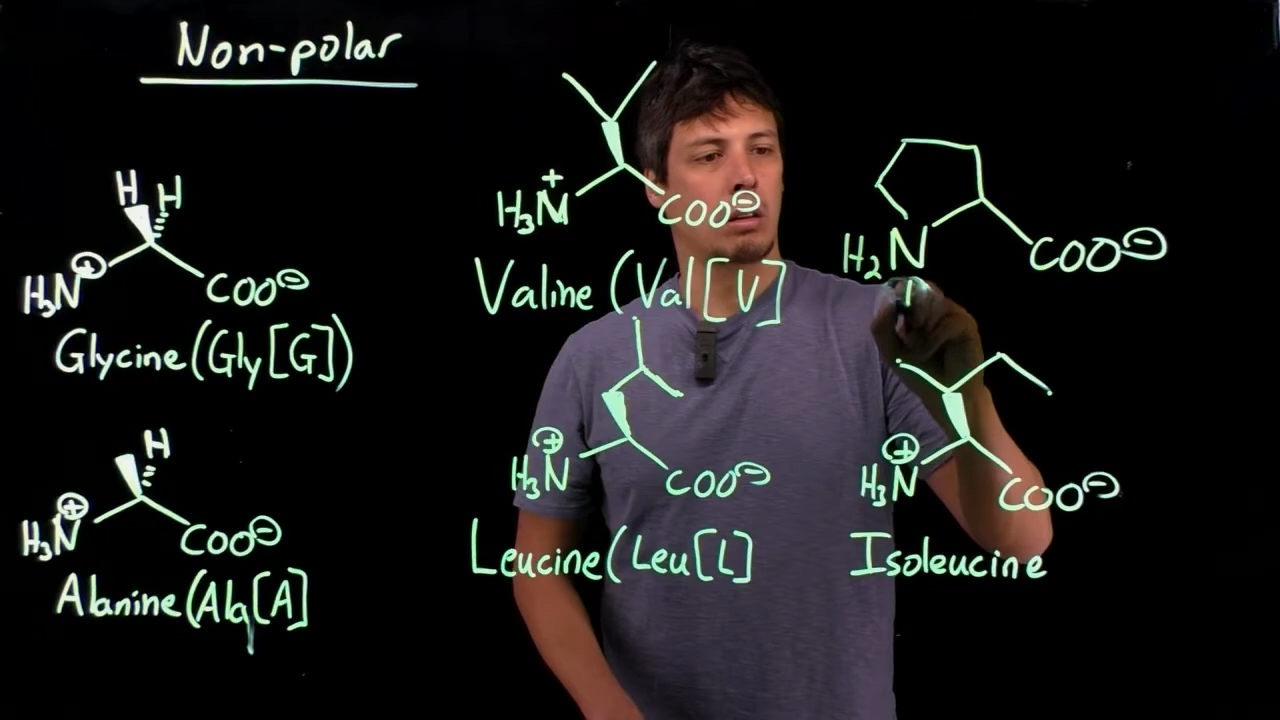 Non-polar
H H
H3N⊕ COO⊖
Glycine (Gly [G])
H
H3N⊕ COO⊖
Alanine (Ala [A]
H3N+ COO⊖
Valine (Val [V]
H3N⊕ COO⊖
Leucine (Leu [L]
H2N COO⊖
H3N⊕ COO⊖
Isoleucine